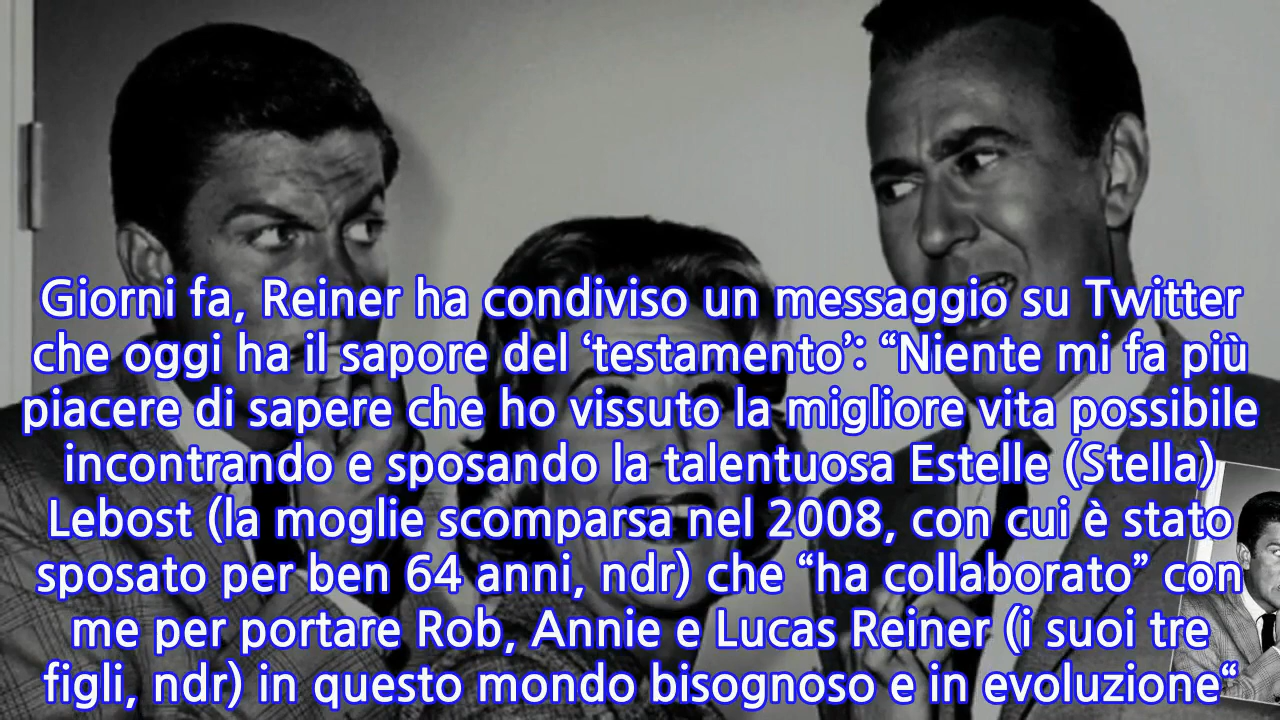 Giorni fa, Reiner ha condiviso un messaggio su Twitter
che oggi ha il sapore del ‘testamento’: “Niente mi fa più
piacere di sapere che ho vissuto la migliore vita possibile
incontrando e sposando la talentuosa Estelle (Stella)
Lebost (la moglie scomparsa nel 2008, con cui è stato
sposato per ben 64 anni, ndr) che “ha collaborato” con
me per portare Rob, Annie e Lucas Reiner (i suoi tre
figli, ndr) in questo mondo bisognoso e in evoluzione“